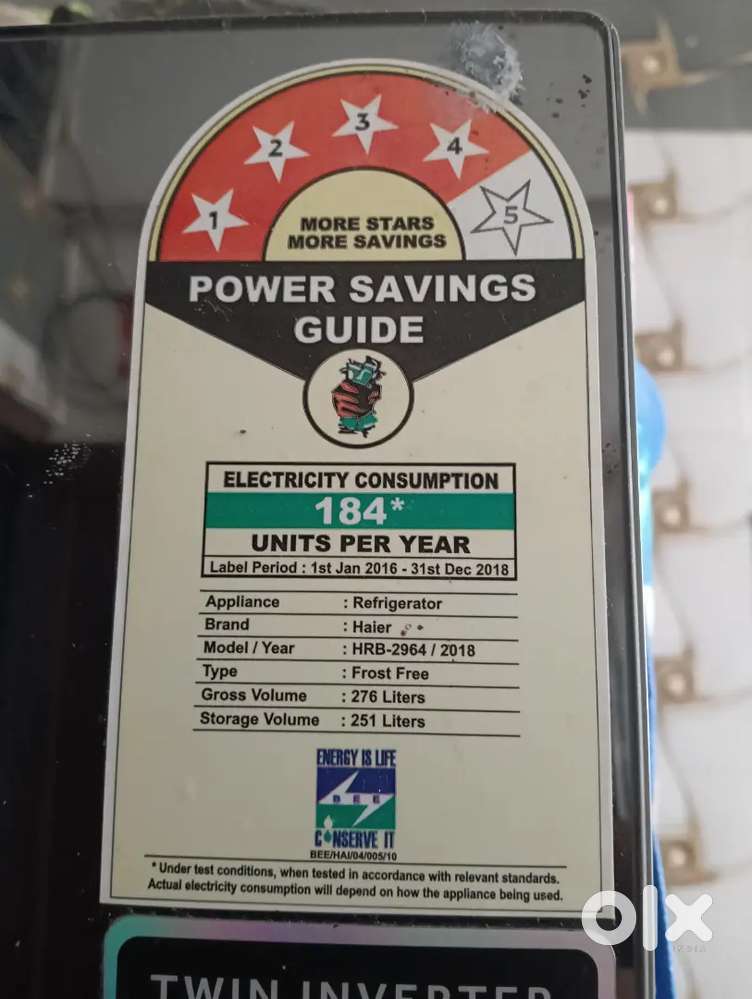 1 2 3 4 5
MORE STARS
MORE SAVINGS
POWER SAVINGS
GUIDE
ELECTRICITY CONSUMPTION
184*
UNITS PER YEAR
Label Period : 1st Jan 2016 - 31st Dec 2018
Appliance : Refrigerator
Brand : Haier
Model / Year : HRB-2964 / 2018
Type : Frost Free
Gross Volume : 276 Liters
Storage Volume : 251 Liters
ENERGY IS LIFE
BEE
CONSERVE IT
BEE/HAI/04/005/10
* Under test conditions, when tested in accordance with relevant standards.
Actual electricity consumption will depend on how the appliance being used.
olx
INDIA
TWIN INVERTER